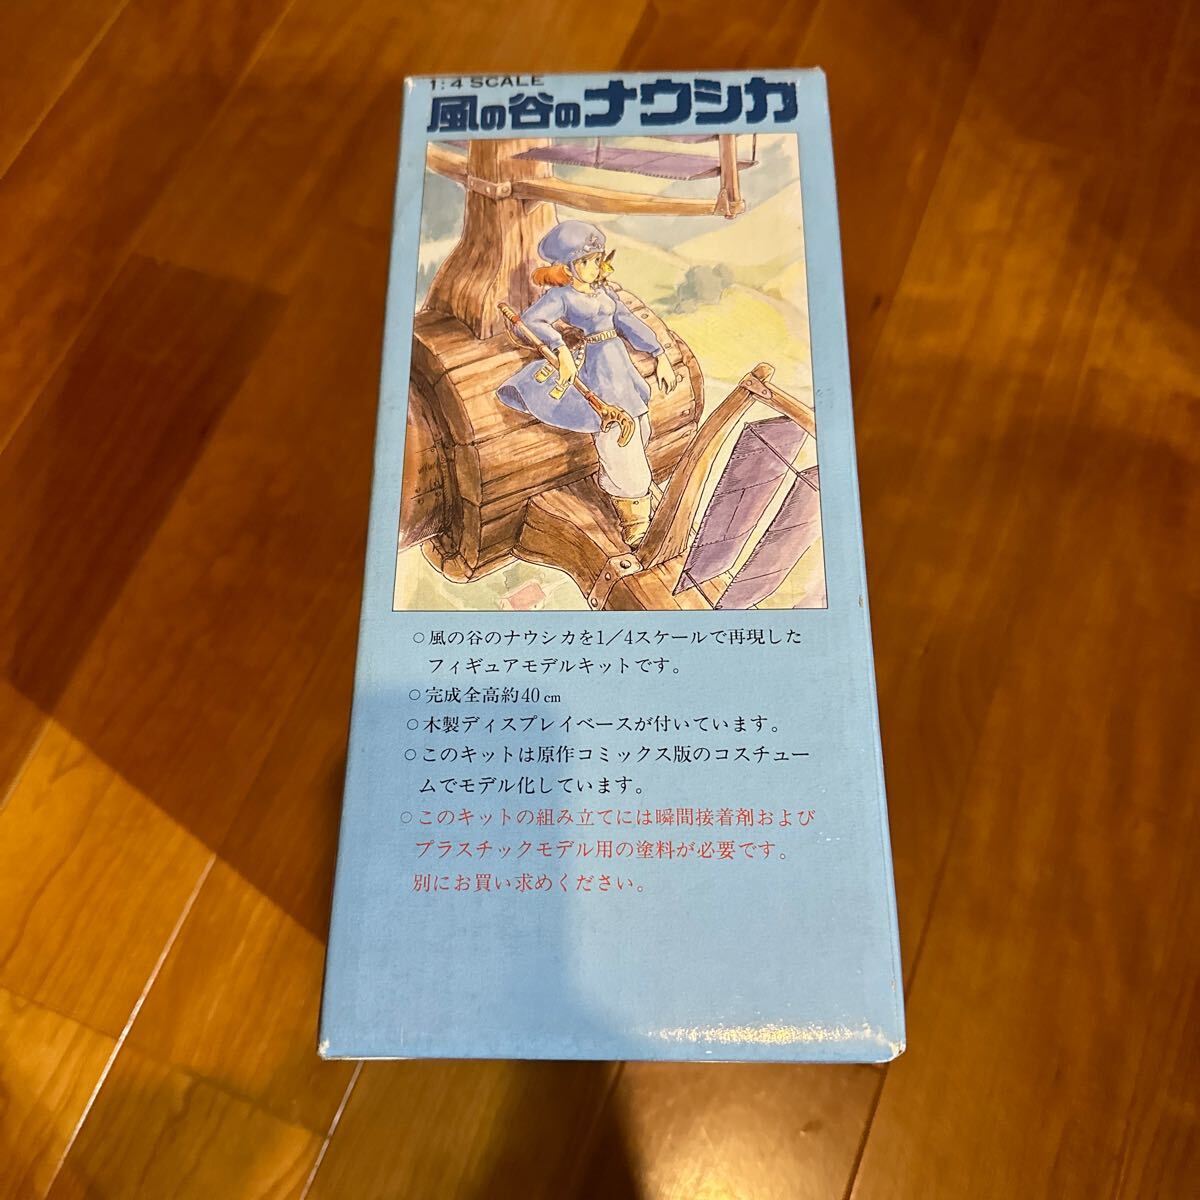 1:4 SCALE
風の谷のナウシカ
○風の谷のナウシカを1／4スケールで再現した
フィギュアモデルキットです。
○完成全高約40cm
○木製ディスプレイベースが付いています。
○このキットは原作コミックス版のコスチュー
ムでモデル化しています。
○このキットの組み立てには瞬間接着剤および
プラスチックモデル用の塗料が必要です。
別にお買い求めください。